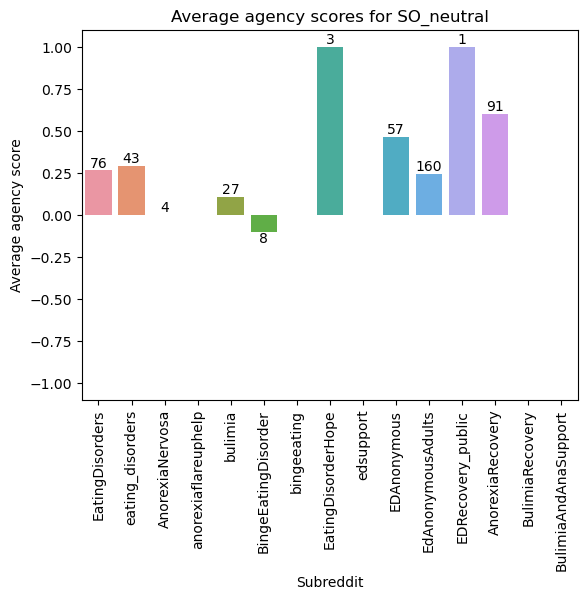 Average agency scores for SO_neutral
Average agency score
1.00
0.75
0.50
0.25
0.00
−0.25
−0.50
−0.75
−1.00
76
43
4
27
8
3
57
160
1
91
EatingDisorders
eating_disorders
AnorexiaNervosa
anorexiaflareuphelp
bulimia
BingeEatingDisorder
bingeeating
EatingDisorderHope
edsupport
EDAnonymous
EdAnonymousAdults
EDRecovery_public
AnorexiaRecovery
BulimiaRecovery
BulimiaAndAnaSupport
Subreddit